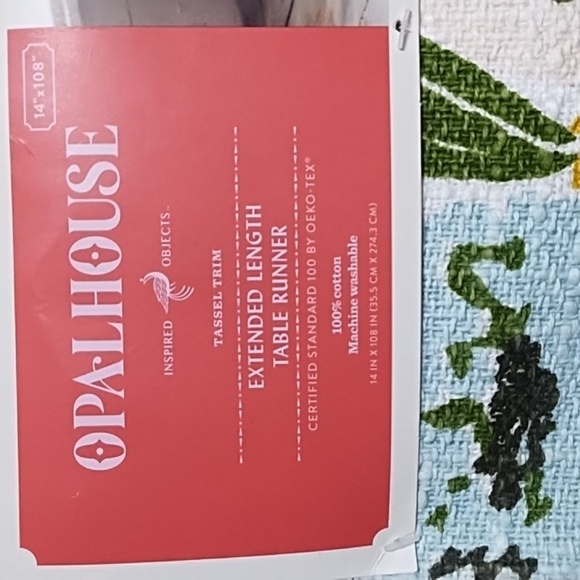 14"x108"
OPALHOUSE
INSPIRED OBJECTS™
TASSEL TRIM
EXTENDED LENGTH
TABLE RUNNER
CERTIFIED STANDARD 100 BY OEKO-TEX®
100% cotton
Machine washable
14 IN X 108 IN (35.5 CM X 274.3 CM)